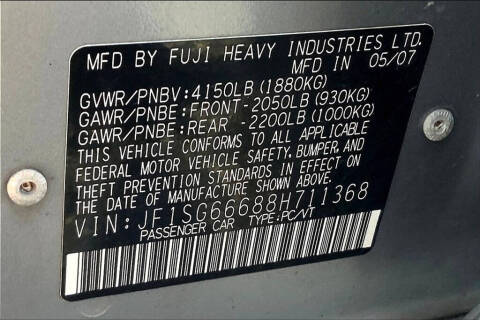 MFD BY FUJI HEAVY INDUSTRIES LTD.
MFD IN 05/07
GVWR/PNBV:4150LB(1880KG)
GAWR/PNBE:FRONT-2050LB(930KG)
GAWR/PNBE:REAR -2200LB(1000KG)
THIS VEHICLE CONFORMS TO ALL APPLICABLE
FEDERAL MOTOR VEHICLE SAFETY, BUMPER, AND
THEFT PREVENTION STANDARDS IN EFFECT ON
THE DATE OF MANUFACTURE SHOWN ABOVE.
VIN:JF1SG66688H711368
PASSENGER CAR TYPE:PC/VT